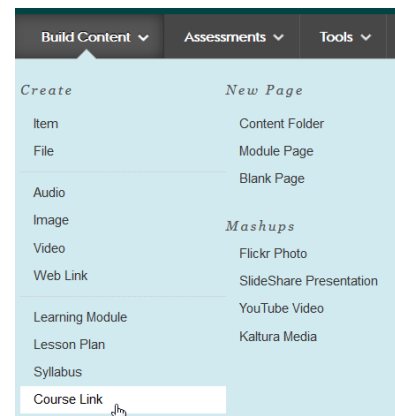 Build Content
Assessments
Tools
Create
Item
File
Audio
Image
Video
Web Link
Learning Module
Lesson Plan
Syllabus
Course Link
New Page
Content Folder
Module Page
Blank Page
Mashups
Flickr Photo
SlideShare Presentation
YouTube Video
Kaltura Media